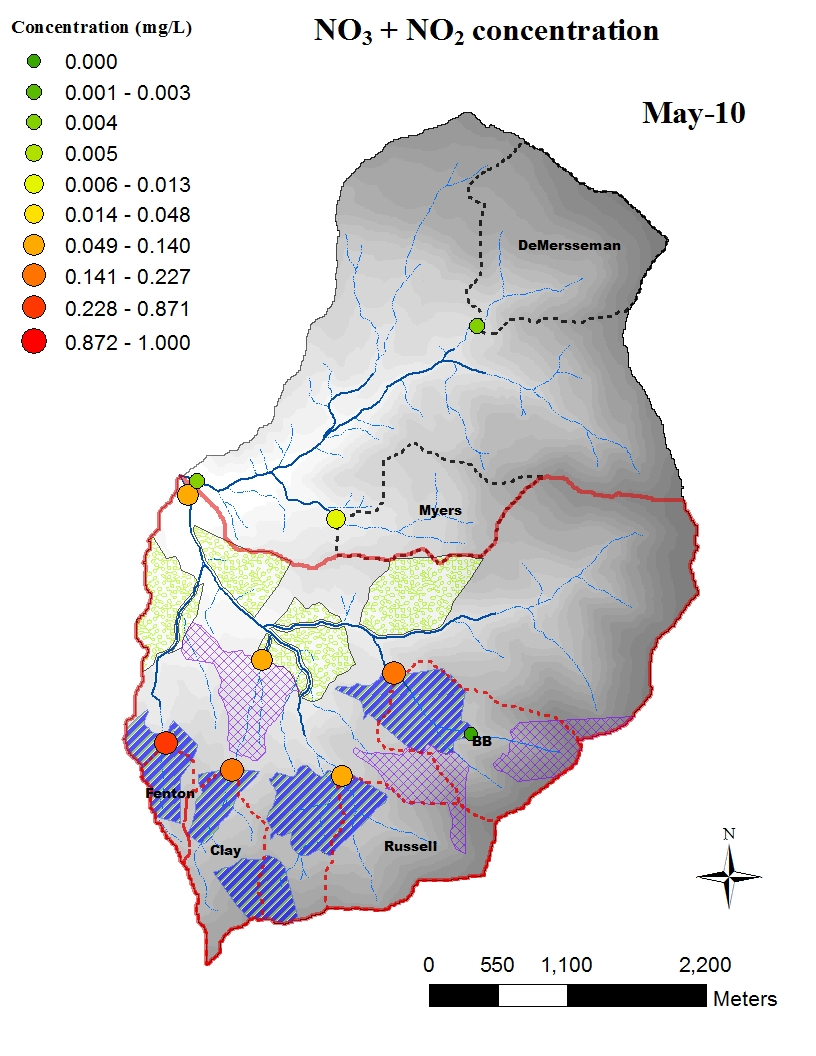 NO3 + NO2 concentration
May-10
Concentration (mg/L)
0.000
0.001 - 0.003
0.004
0.005
0.006 - 0.013
0.014 - 0.048
0.049 - 0.140
0.141 - 0.227
0.228 - 0.871
0.872 - 1.000
DeMersseman
Myers
BB
Fenton
Clay
Russell
N
0 550 1,100 2,200
Meters